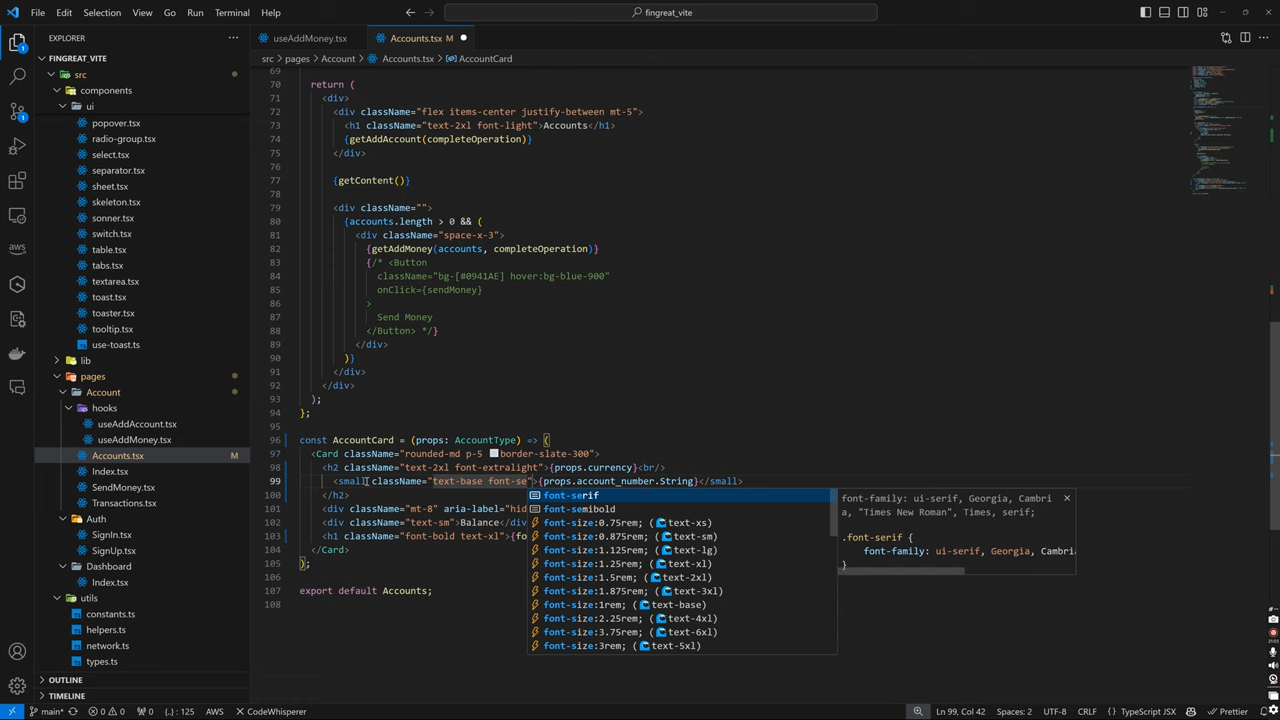 File Edit Selection View Go Run Terminal Help
fingreat_vite
EXPLORER
useAddMoney.tsx
Accounts.tsx M
src > pages > Account > Accounts.tsx > AccountCard
FINGREAT_VITE
src
components
ui
popover.tsx
radio-group.tsx
select.tsx
separator.tsx
sheet.tsx
skeleton.tsx
sonner.tsx
switch.tsx
table.tsx
tabs.tsx
textarea.tsx
toast.tsx
toaster.tsx
tooltip.tsx
use-toast.ts
lib
pages
Account
hooks
useAddAccount.tsx
useAddMoney.tsx
Accounts.tsx M
Index.tsx
SendMoney.tsx
Transactions.tsx
Auth
SignIn.tsx
SignUp.tsx
Dashboard
Index.tsx
utils
constants.ts
helpers.ts
network.ts
types.ts
OUTLINE
TIMELINE
aws
69
70 return (
71 <div>
72 <div className="flex items-center justify-between mt-5">
73 <h1 className="text-2xl font-light">Accounts</h1>
74 {getAddAccount(completeOperation)}
75 </div>
76
77 {getContent()}
78
79 <div className="">
80 {accounts.length > 0 && (
81 <div className="space-x-3">
82 {getAddMoney(accounts, completeOperation)}
83 {/* <Button
84 className="bg-[#0941AE] hover:bg-blue-900"
85 onClick={sendMoney}
86 >
87 Send Money
88 </Button> */}
89 </div>
90 )}
91 </div>
92 </div>
93 );
94 };
95
96 const AccountCard = (props: AccountType) => (
97 <Card className="rounded-md p-5 border-slate-300">
98 <h2 className="text-2xl font-extralight">{props.currency}<br/>
99 <small className="text-base font-se">{props.account_number.String}</small>
100 </h2>
101 <div className="mt-8" aria-label="hid
102 <div className="text-sm">Balance</div
103 <h1 className="font-bold text-xl">{fo
104 </Card>
105 );
106
107 export default Accounts;
108
font-serif
font-semibold
font-size:0.75rem; (text-xs)
font-size:0.875rem; (text-sm)
font-size:1.125rem; (text-lg)
font-size:1.25rem; (text-xl)
font-size:1.5rem; (text-2xl)
font-size:1.875rem; (text-3xl)
font-size:1rem; (text-base)
font-size:2.25rem; (text-4xl)
font-size:3.75rem; (text-6xl)
font-size:3rem; (text-5xl)
font-family: ui-serif, Georgia, Cambri
a, "Times New Roman", Times, serif;
.font-serif {
font-family: ui-serif, Georgia, Cambria
}
main* 0 0 0 {..} : 125 AWS CodeWhisperer
Ln 99, Col 42 Spaces: 2 UTF-8 CRLF TypeScript JSX Prettier